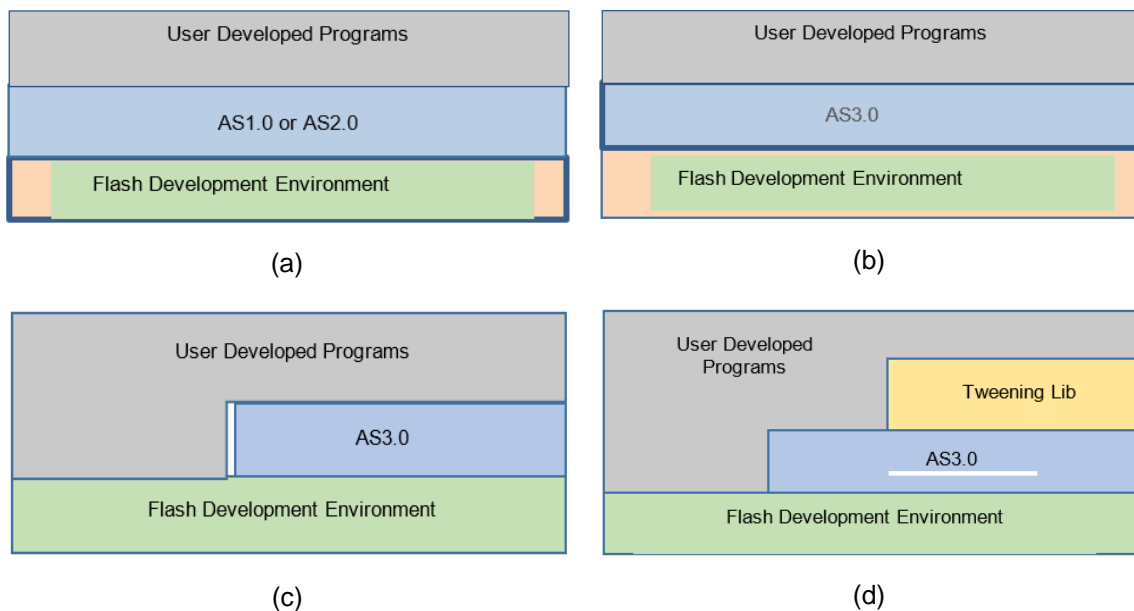 User Developed Programs
AS1.0 or AS2.0
Flash Development Environment
(a)
User Developed Programs
AS3.0
Flash Development Environment
(b)
User Developed Programs
AS3.0
Flash Development Environment
(c)
User Developed
Programs
Tweening Lib
AS3.0
Flash Development Environment
(d)